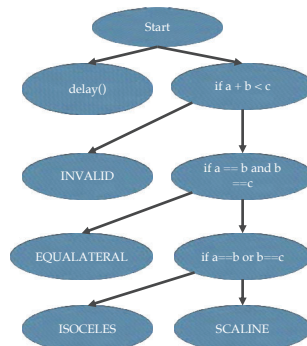 Start
delay()
if a + b < c
INVALID
if a == b and b
==c
EQUALATERAL
if a==b or b==c
ISOCELES
SCALINE